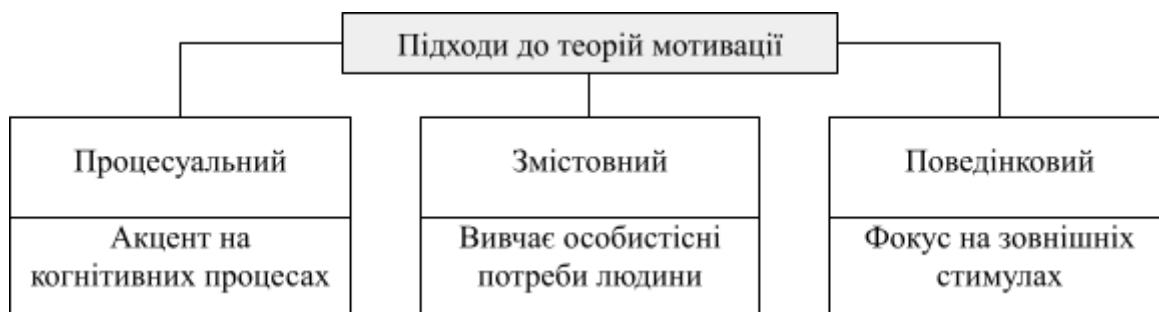 Підходи до теорій мотивації
Процесуальний
Акцент на
когнітивних процесах
Змістовний
Вивчає особистісні
потреби людини
Поведінковий
Фокус на зовнішніх
стимулах